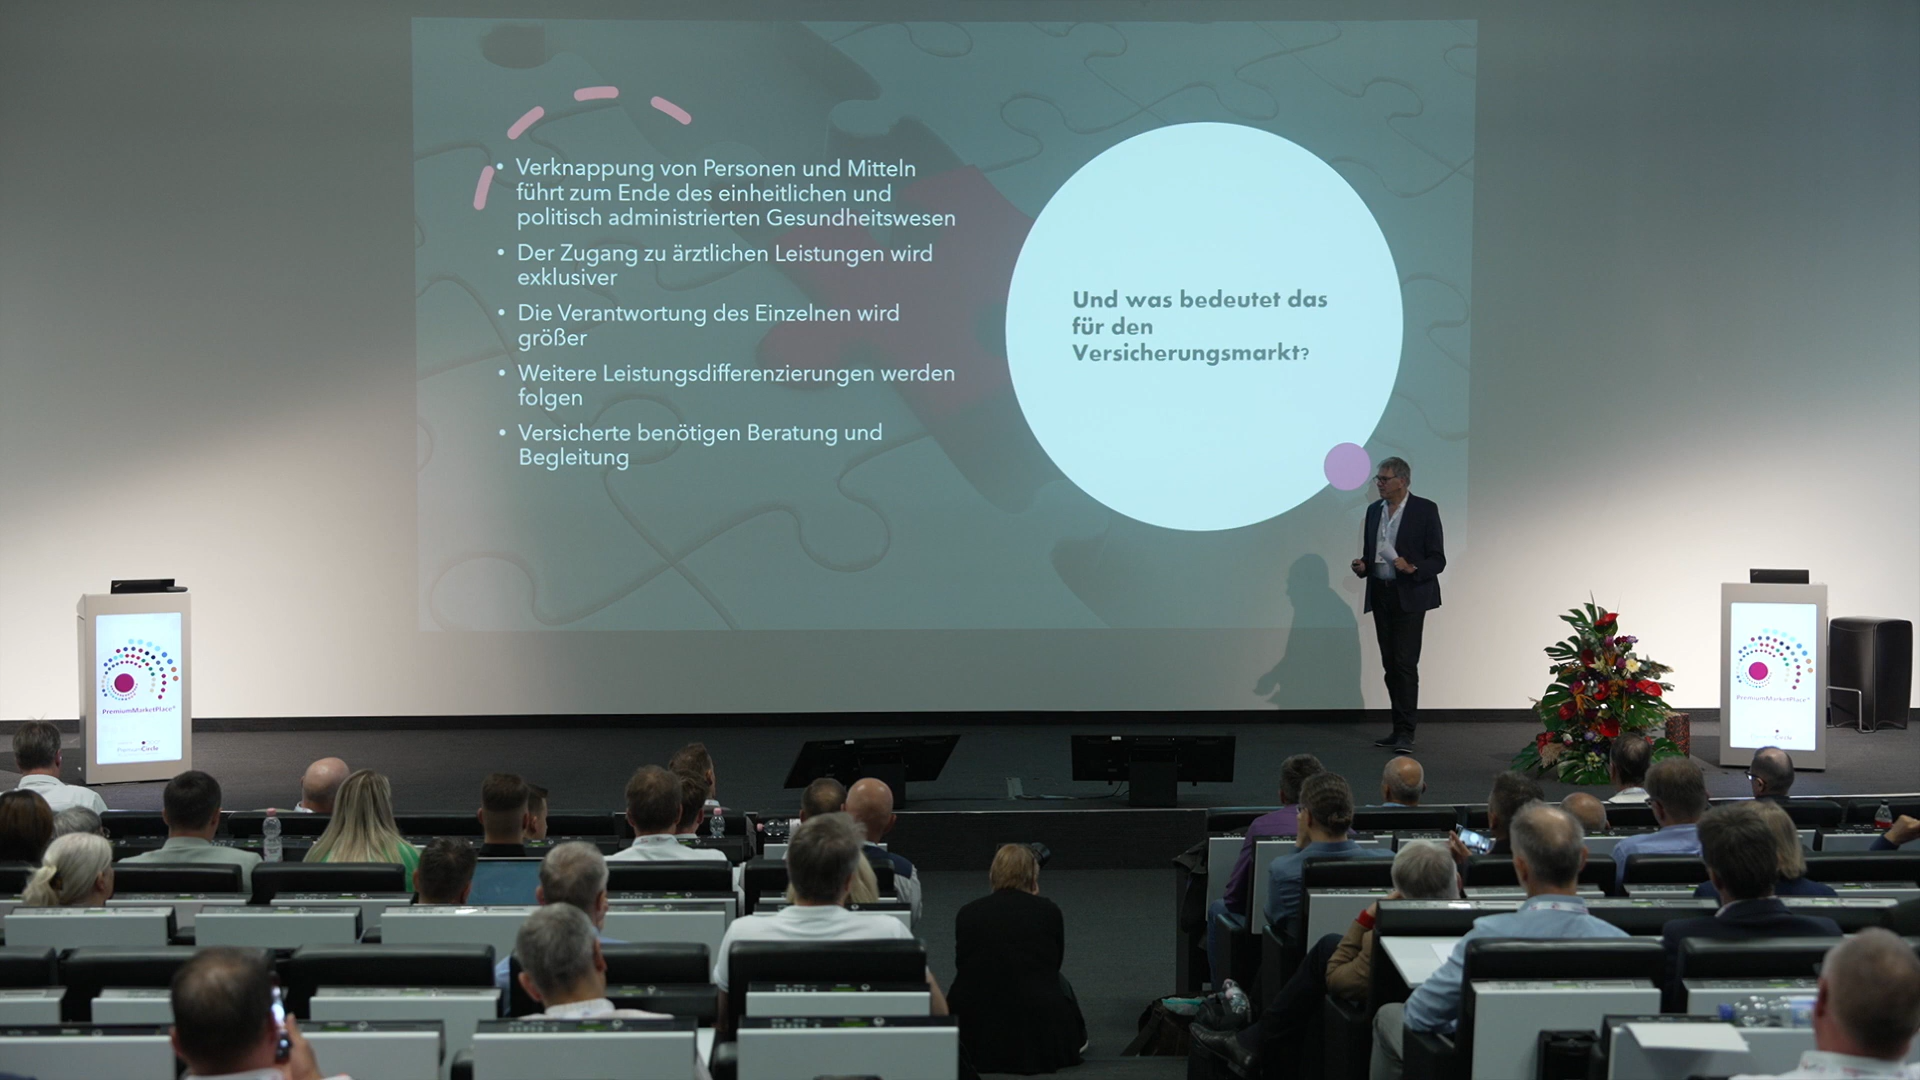 • Verknappung von Personen und Mitteln
führt zum Ende des einheitlichen und
politisch administrierten Gesundheitswesen
• Der Zugang zu ärztlichen Leistungen wird
exklusiver
• Die Verantwortung des Einzelnen wird
größer
• Weitere Leistungsdifferenzierungen werden
folgen
• Versicherte benötigen Beratung und
Begleitung
Und was bedeutet das
für den
Versicherungsmarkt?
PremiumMarketPlace®
PremiumCircle
PremiumMarketPlace®
Circle